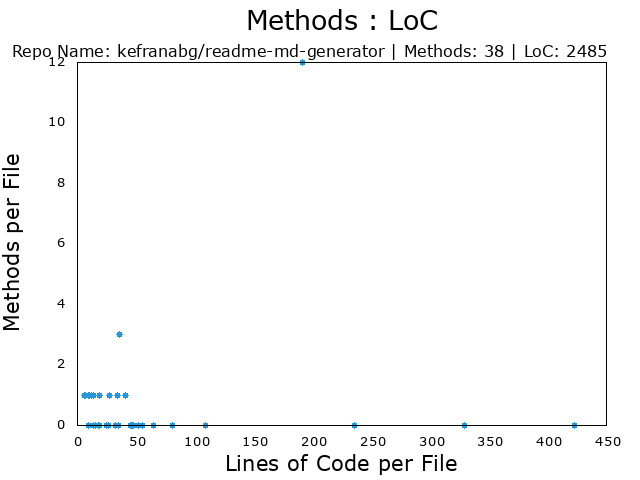 Methods : LoC
Repo Name: kefranabg/readme-md-generator | Methods: 38 | LoC: 2485
12
10
8
6
4
2
0
Methods per File
0 50 100 150 200 250 300 350 400 450
Lines of Code per File